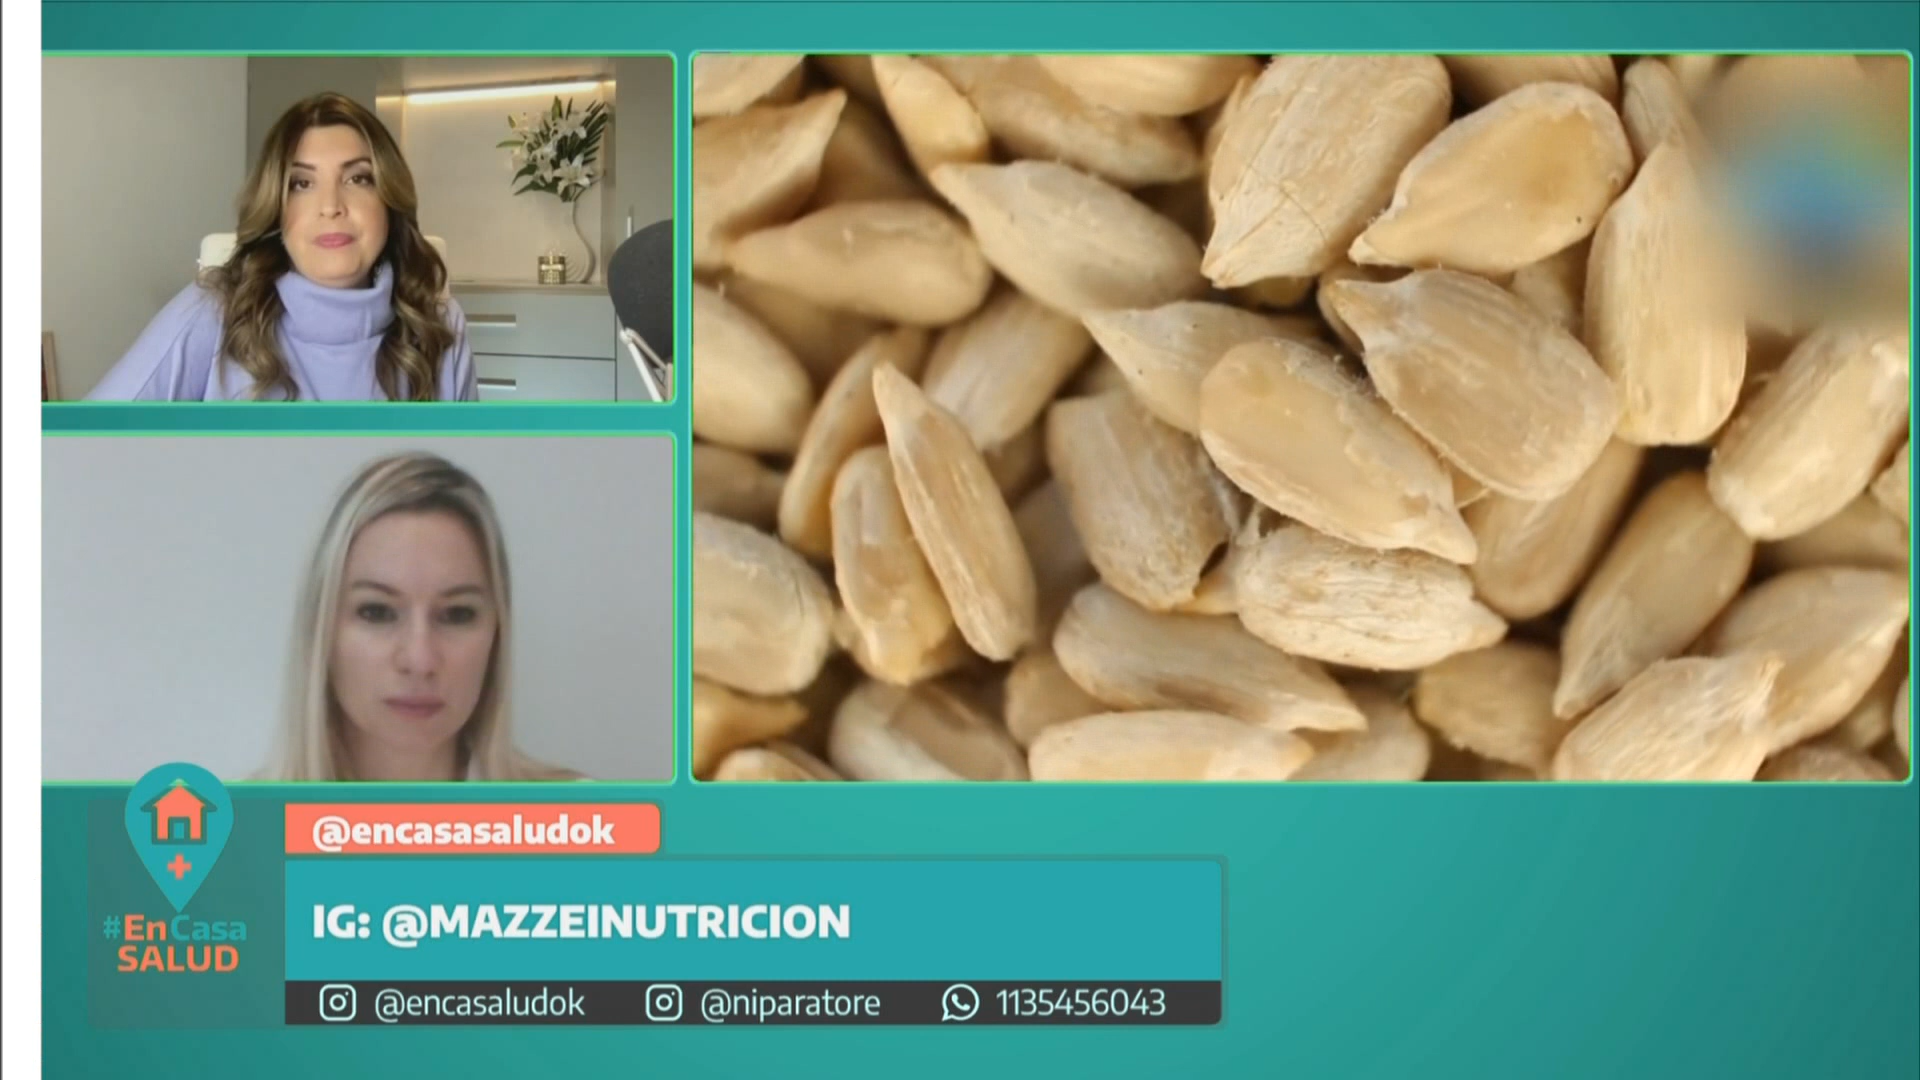 @encasasaludok
IG: @MAZZEINUTRICION
#EnCasa
SALUD
@encasaludok @niparatore 1135456043